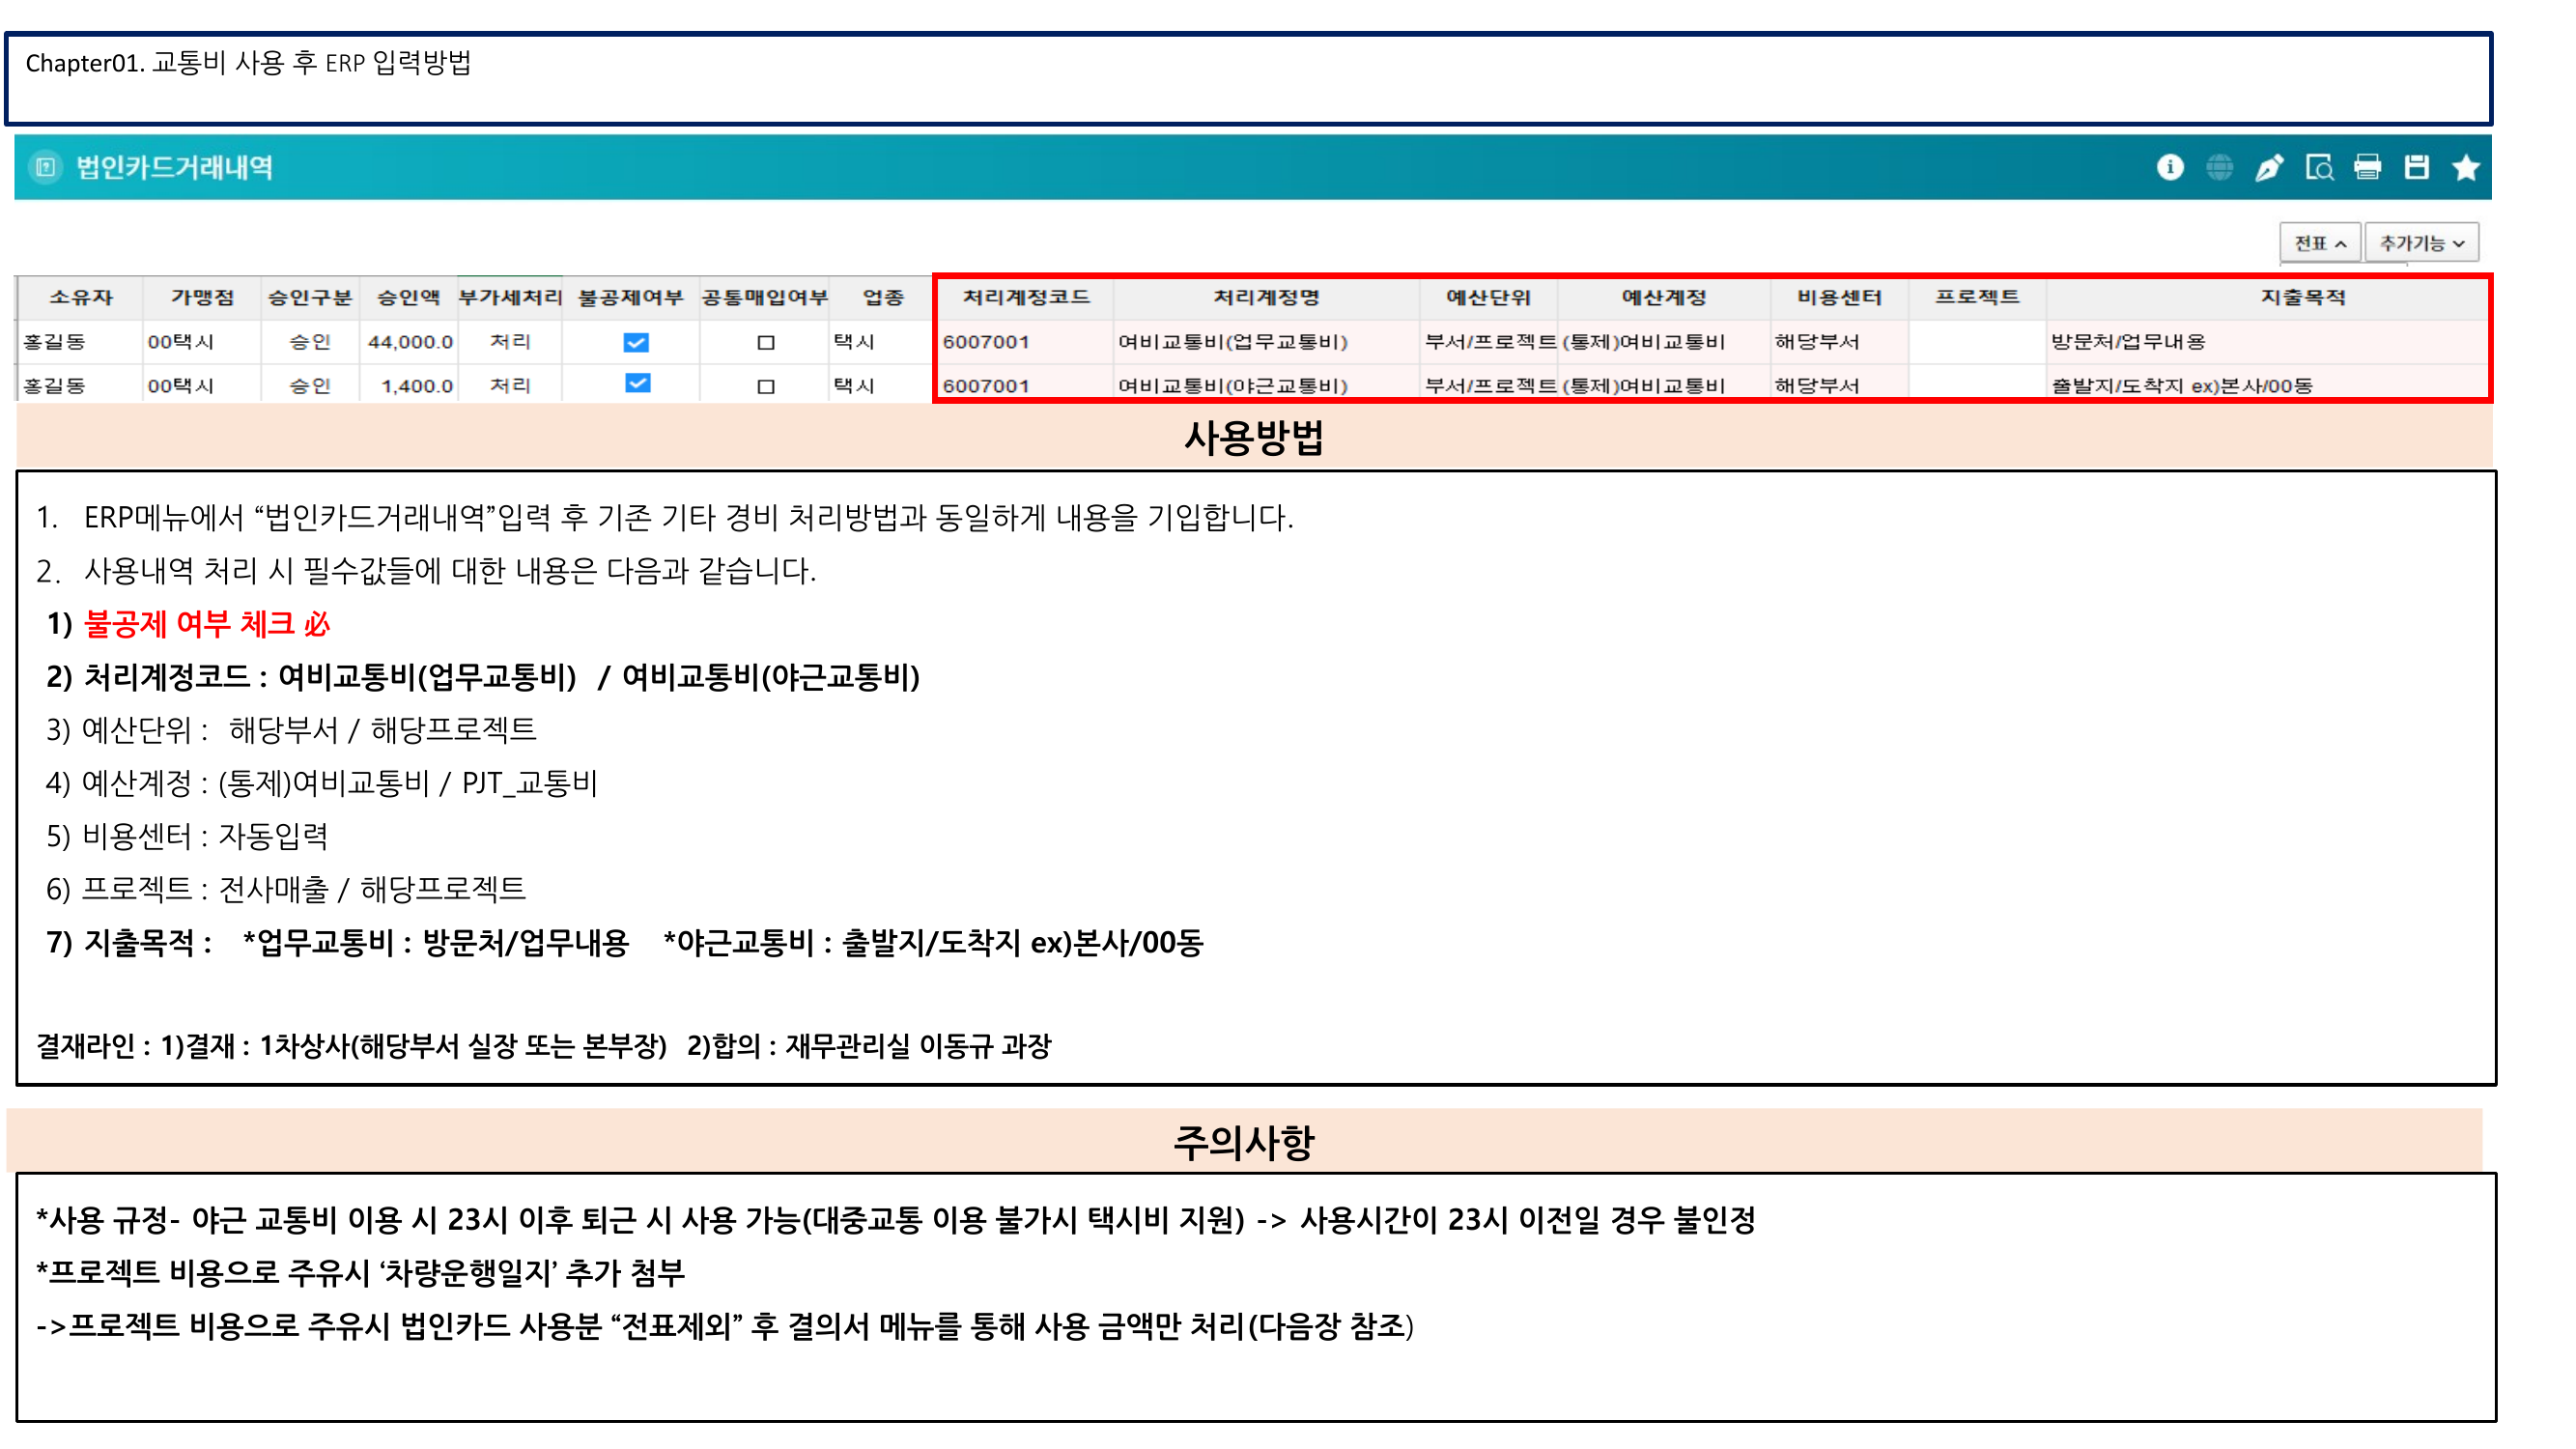 Chapter01. 교통비 사용 후 ERP 입력방법
법인카드거래내역
전표 추가기능
소유자 가맹점 승인구분 승인액 부가세처리 불공제여부 공통매입여부 업종 처리계정코드 처리계정명 예산단위 예산계정 비용센터 프로젝트 지출목적
홍길동 00택시 승인 44,000.0 처리 택시 6007001 여비교통비(업무교통비) 부서/프로젝트 (통제)여비교통비 해당부서 방문처/업무내용
홍길동 00택시 승인 1,400.0 처리 택시 6007001 여비교통비(야근교통비) 부서/프로젝트 (통제)여비교통비 해당부서 출발지/도착지 ex)본사/00동
사용방법
1. ERP메뉴에서 “법인카드거래내역”입력 후 기존 기타 경비 처리방법과 동일하게 내용을 기입합니다.
2. 사용내역 처리 시 필수값들에 대한 내용은 다음과 같습니다.
1) 불공제 여부 체크 必
2) 처리계정코드 : 여비교통비(업무교통비) / 여비교통비(야근교통비)
3) 예산단위 : 해당부서 / 해당프로젝트
4) 예산계정 : (통제)여비교통비 / PJT_교통비
5) 비용센터 : 자동입력
6) 프로젝트 : 전사매출 / 해당프로젝트
7) 지출목적 : *업무교통비 : 방문처/업무내용 *야근교통비 : 출발지/도착지 ex)본사/00동
결재라인 : 1)결재 : 1차상사(해당부서 실장 또는 본부장) 2)합의 : 재무관리실 이동규 과장
주의사항
*사용 규정- 야근 교통비 이용 시 23시 이후 퇴근 시 사용 가능(대중교통 이용 불가시 택시비 지원) -> 사용시간이 23시 이전일 경우 불인정
*프로젝트 비용으로 주유시 ‘차량운행일지’ 추가 첨부
->프로젝트 비용으로 주유시 법인카드 사용분 “전표제외” 후 결의서 메뉴를 통해 사용 금액만 처리(다음장 참조)